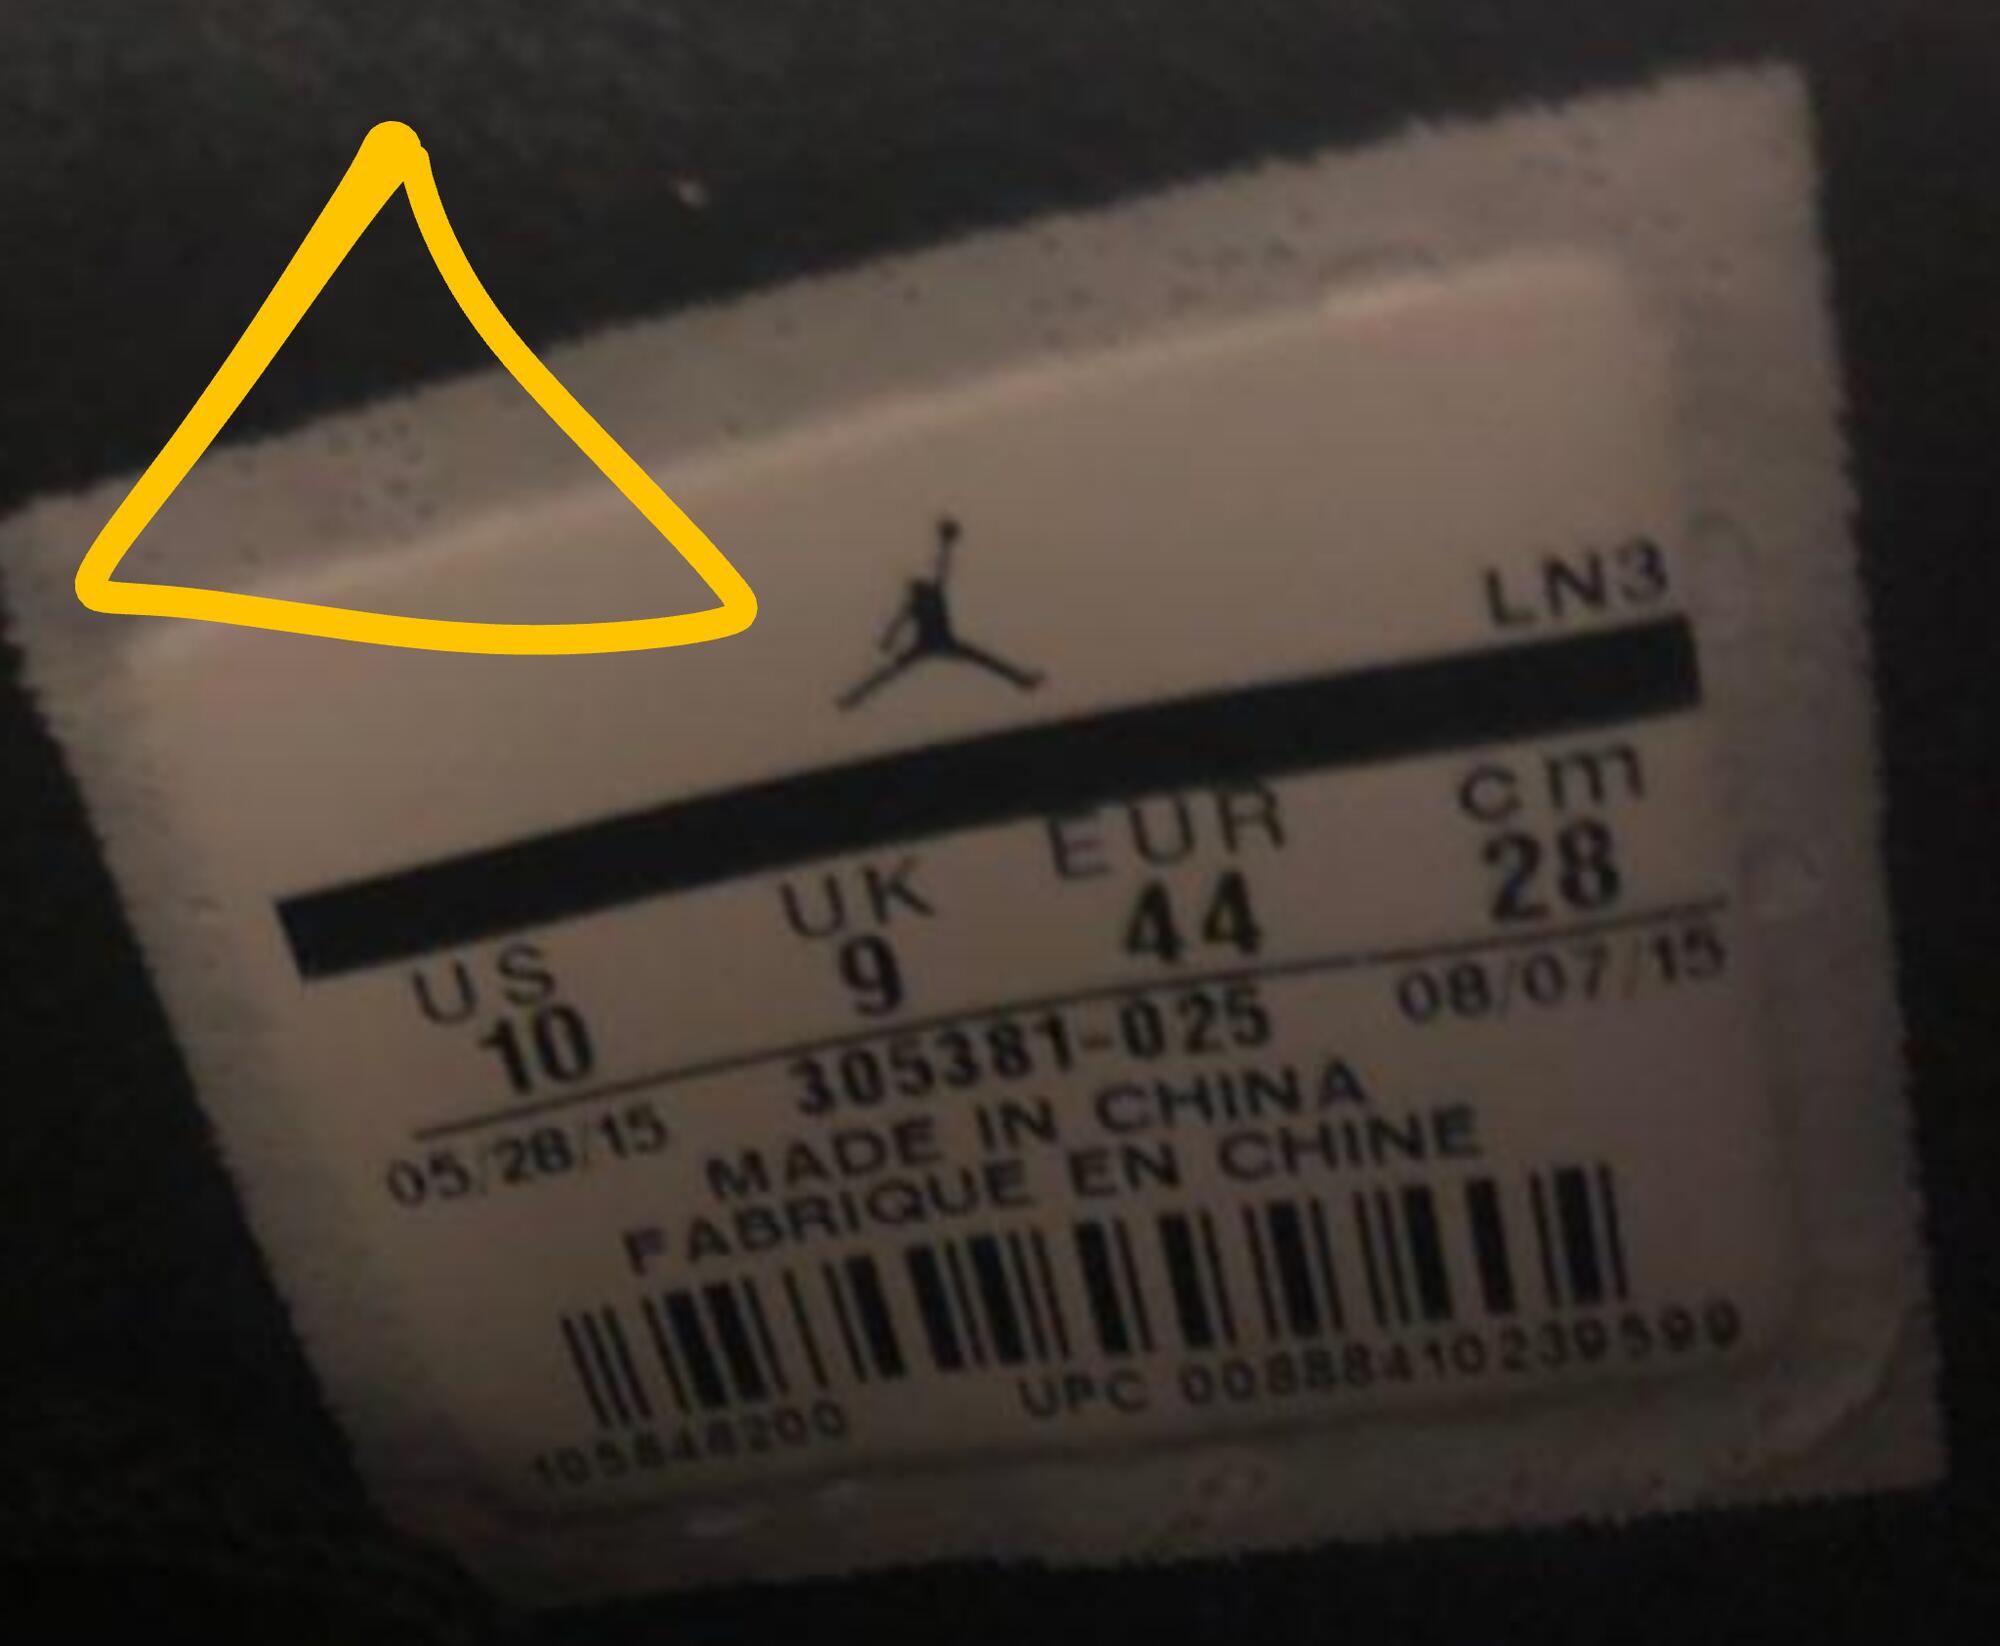 LN3
US UK EUR cm
10 9 44 28
05/28/15 305381-025 08/07/15
MADE IN CHINA
FABRIQUE EN CHINE
105848200 UPC 00888410239599